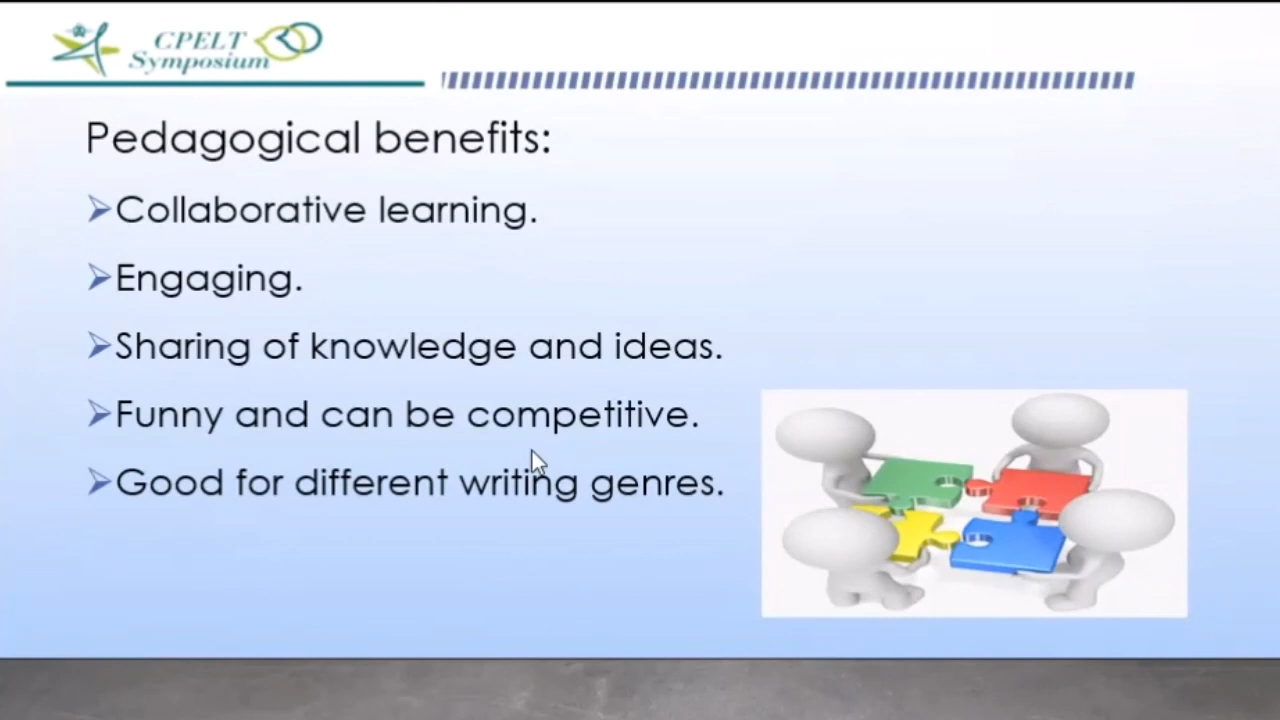 CPELT
Symposium
Pedagogical benefits:
Collaborative learning.
Engaging.
Sharing of knowledge and ideas.
Funny and can be competitive.
Good for different writing genres.